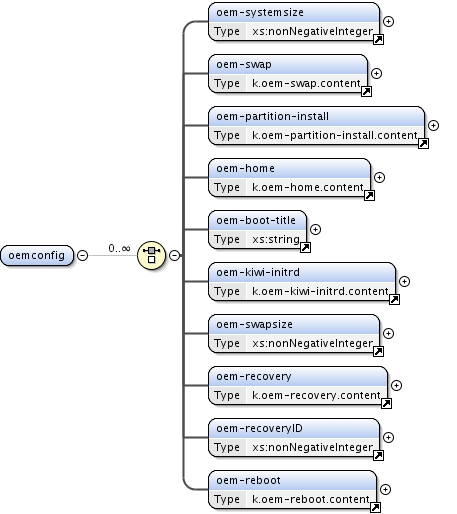 oem-systemsize
Type xs:nonNegativeInteger
oem-swap
Type k.oem-swap.content
oem-partition-install
Type k.oem-partition-install.content
oem-home
Type k.oem-home.content
oem-boot-title
Type xs:string
oemconfig 0..∞
oem-kiwi-initrd
Type k.oem-kiwi-initrd.content
oem-swapsize
Type xs:nonNegativeInteger
oem-recovery
Type k.oem-recovery.content
oem-recoveryID
Type xs:nonNegativeInteger
oem-reboot
Type k.oem-reboot.content